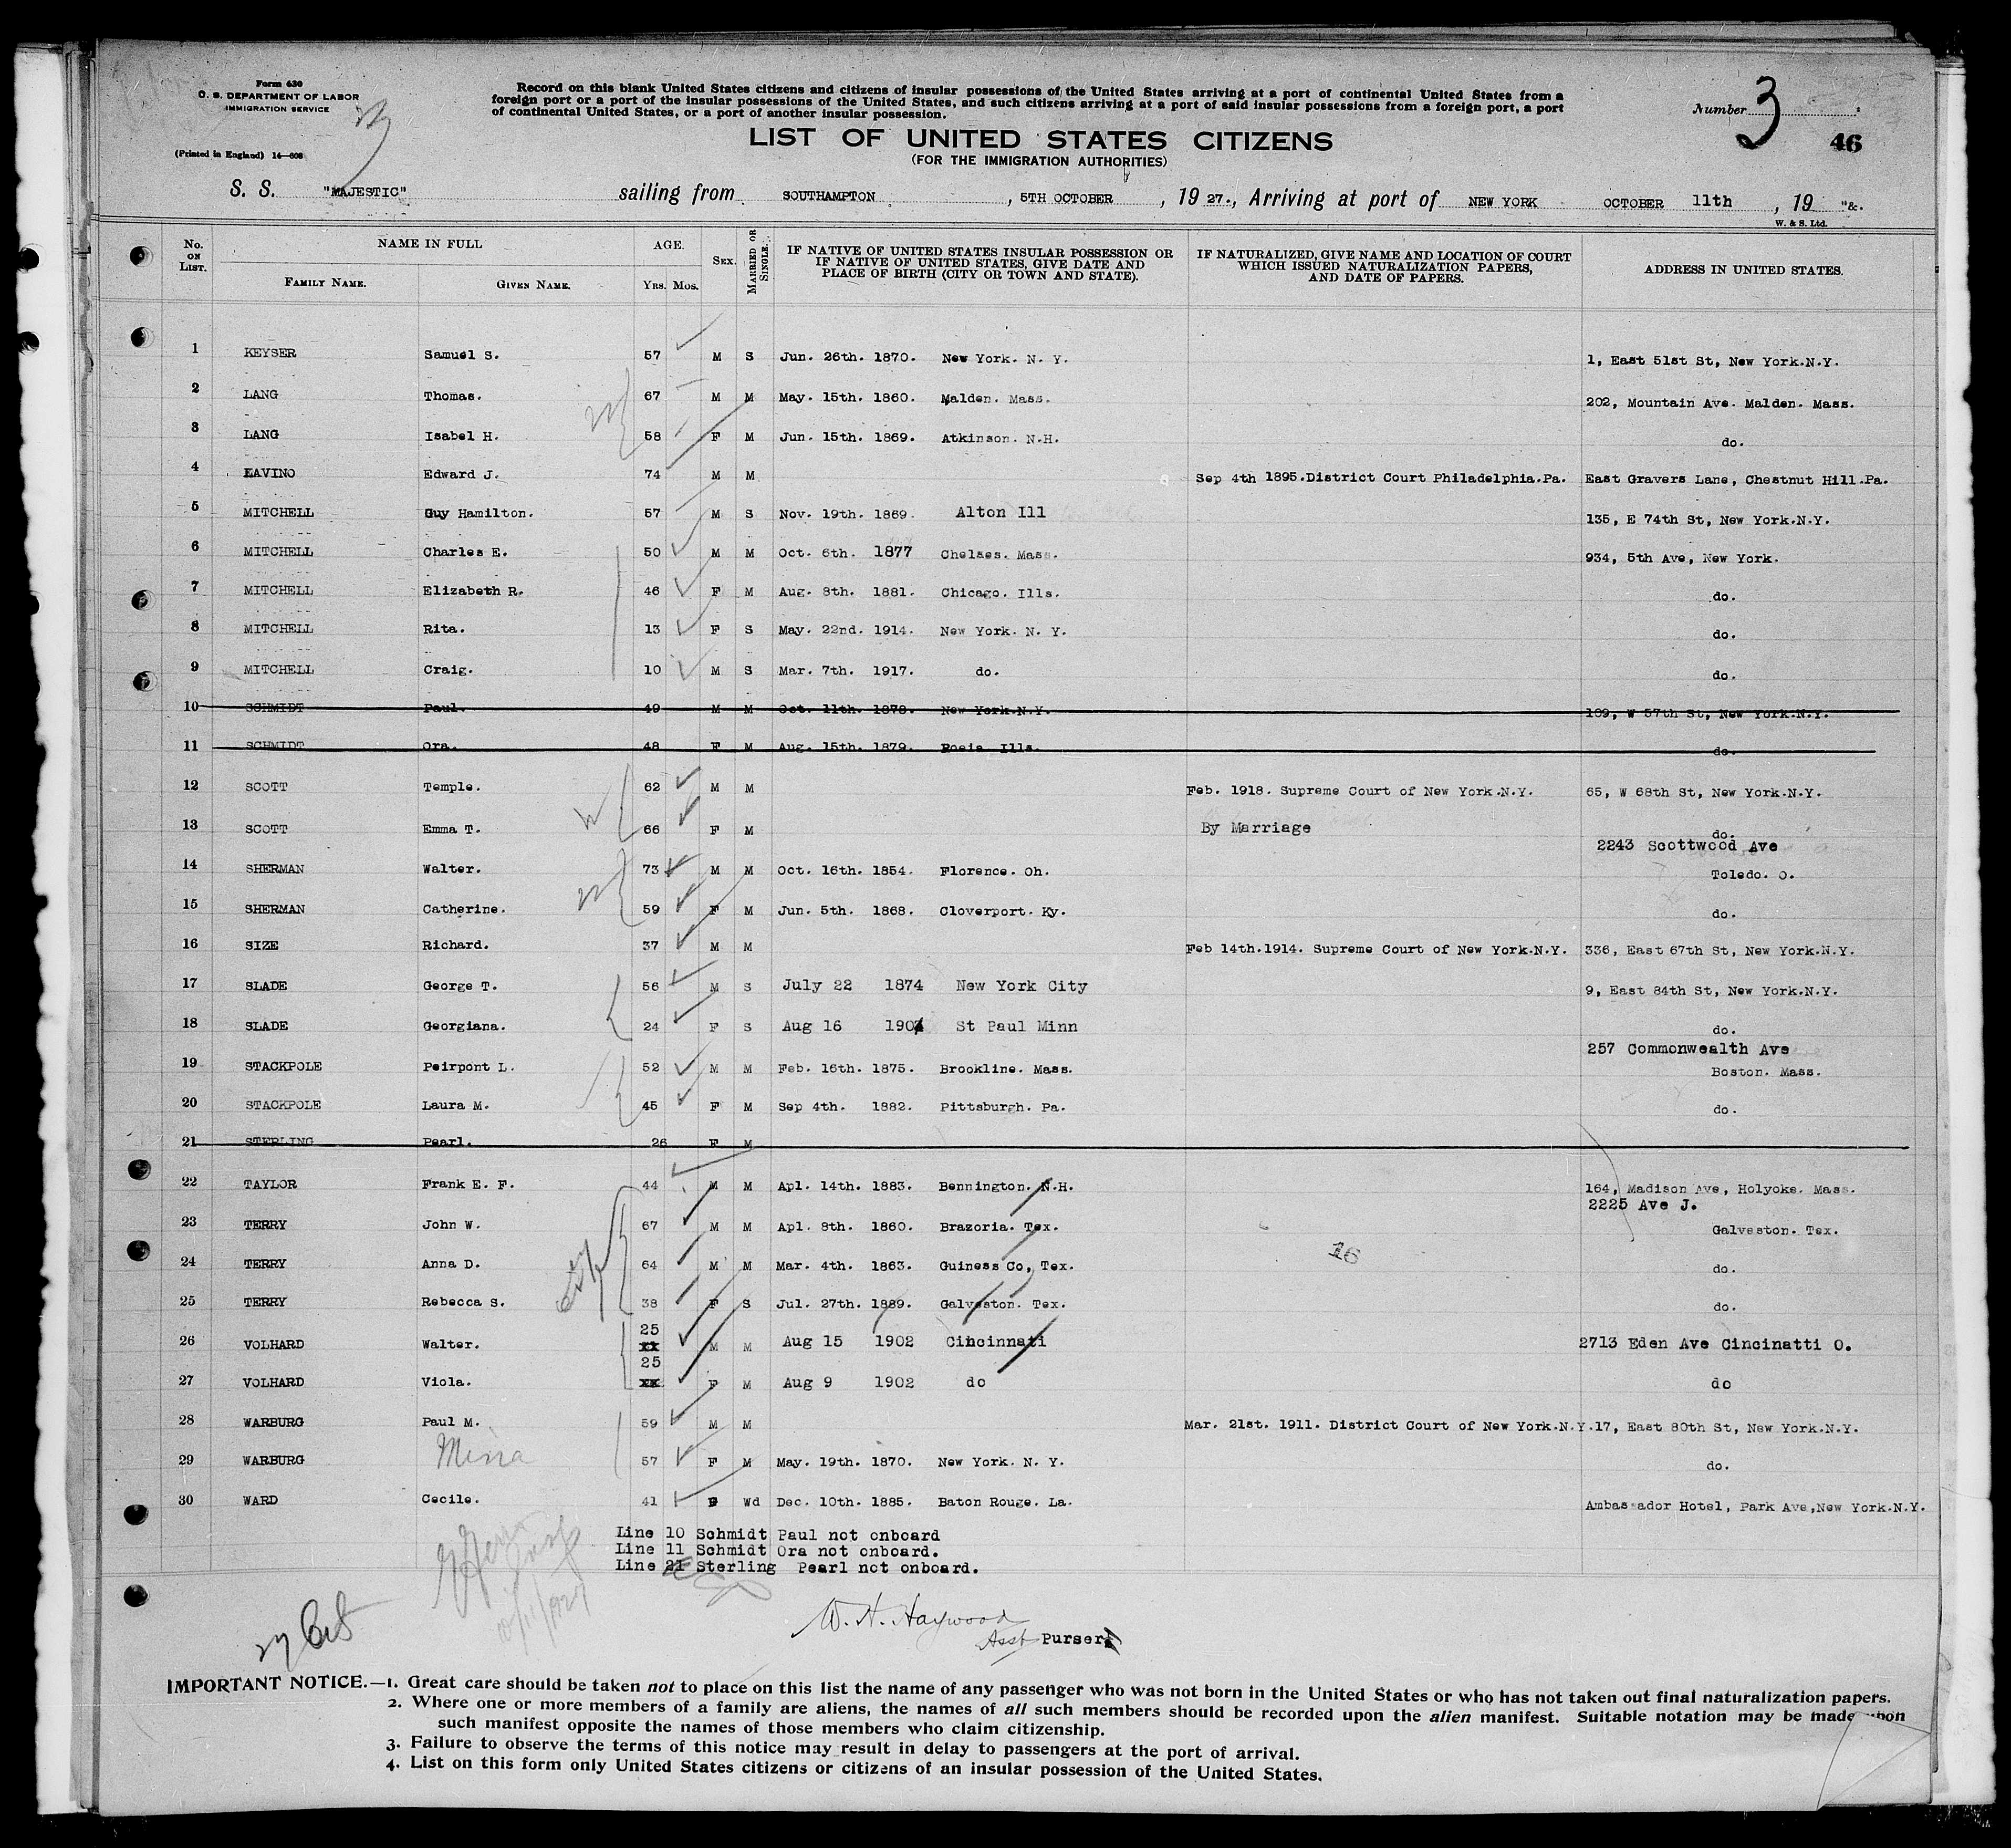 Form 630
U. S. DEPARTMENT OF LABOR
IMMIGRATION SERVICE
(Printed in England) 14—608
Record on this blank United States citizens and citizens of insular possessions of the United States arriving at a port of continental United States from a
foreign port or a port of the insular possessions of the United States, and such citizens arriving at a port of said insular possessions from a foreign port, a port
of continental United States, or a port of another insular possession.
Number 3
46
LIST OF UNITED STATES CITIZENS
(FOR THE IMMIGRATION AUTHORITIES)
S. S. "MAJESTIC" sailing from SOUTHAMPTON, 5TH OCTOBER, 1927., Arriving at port of NEW YORK OCTOBER 11th, 19 "&.
W. & S. Ltd.
No. ON LIST. NAME IN FULL AGE. SEX. MARRIED OR SINGLE. IF NATIVE OF UNITED STATES INSULAR POSSESSION OR IF NATIVE OF UNITED STATES, GIVE DATE AND PLACE OF BIRTH (CITY OR TOWN AND STATE). IF NATURALIZED, GIVE NAME AND LOCATION OF COURT WHICH ISSUED NATURALIZATION PAPERS, AND DATE OF PAPERS. ADDRESS IN UNITED STATES.
FAMILY NAME. GIVEN NAME. YRS. MOS.
1 KEYSER Samuel S. 57 M S Jun. 26th. 1870. New York. N. Y. 1, East 51st St, New York.N.Y.
2 LANG Thomas. 67 M M May. 15th. 1860. Malden. Mass. 202, Mountain Ave. Malden. Mass.
3 LANG Isabel H. 58 F M Jun. 15th. 1869. Atkinson. N.H. do.
4 EAVINO Edward J. 74 M M Sep 4th 1895.District Court Philadelphia.Pa. East Gravers Lane, Chestnut Hill.Pa.
5 MITCHELL Guy Hamilton. 57 M S Nov. 19th. 1869. Alton Ill 135, E 74th St, New York.N.Y.
6 MITCHELL Charles E. 50 M M Oct. 6th. 1877 Chelaes. Mass. 934, 5th Ave, New York.
7 MITCHELL Elizabeth R. 46 F M Aug. 8th. 1881. Chicago. Ills. do.
8 MITCHELL Rita. 13 F S May. 22nd. 1914. New York. N. Y. do.
9 MITCHELL Craig. 10 M S Mar. 7th. 1917. do. do.
10 SCHMIDT Paul. 49 M M Oct. 11th. 1878. New York.N.Y. 109, W 57th St, New York.N.Y.
11 SCHMIDT Ora. 48 F M Aug. 15th. 1879. Ills. do.
12 SCOTT Temple. 62 M M Feb. 1918. Supreme Court of New York.N.Y. 65, W 68th St, New York.N.Y.
13 SCOTT Emma T. 66 F M By Marriage do.
2243 Scottwood Ave
14 SHERMAN Walter. 73 M M Oct. 16th. 1854. Florence. Oh. Toledo. O.
15 SHERMAN Catherine. 59 F M Jun. 5th. 1868. Cloverport. Ky. do.
16 SIZE Richard. 37 M M Feb 14th.1914. Supreme Court of New York.N.Y. 336, East 67th St, New York.N.Y.
17 SLADE George T. 56 M S July 22 1874 New York City 9, East 84th St, New York.N.Y.
18 SLADE Georgiana. 24 F S Aug 16 St Paul Minn do.
257 Commonwealth Ave
19 STACKPOLE Peirpont L. 52 M M Feb. 16th. 1875. Brookline. Mass. Boston. Mass.
20 STACKPOLE Laura M. 45 F M Sep 4th. 1882. Pittsburgh. Pa. do.
21 STERLING Pearl. 26 F M
22 TAYLOR Frank E. F. 44 M M Apl. 14th. 1883. Bennington. N.H. 164, Madison Ave, Holyoke. Mass.
2225 Ave J.
23 TERRY John W. 67 M M Apl. 8th. 1860. Brazoria. Tex. Galveston. Tex.
24 TERRY Anna D. 64 M M Mar. 4th. 1863. Guiness Co, Tex. 16 do.
25 TERRY Rebecca S. 38 F S Jul. 27th. 1889. Galveston. Tex. do.
25
26 VOLHARD Walter. xx M M Aug 15 1902 Cincinnati 2713 Eden Ave Cincinatti O.
25
27 VOLHARD Viola. xx F M Aug 9 1902 do do
28 WARBURG Paul M. 59 M M Mar. 21st. 1911. District Court of New York.N.Y. 17, East 80th St, New York.N.Y.
29 WARBURG Mina 57 F M May. 19th. 1870. New York. N. Y. do.
30 WARD Cecile. 41 Wd Dec. 10th. 1885. Baton Rouge. La. Ambassador Hotel, Park Ave,New York.N.Y.
Line 10 Schmidt Paul not onboard
Line 11 Schmidt Ora not onboard.
Line 21 Sterling Pearl not onboard.
10/11/1927
W. H. Haywood
Asst Purser
IMPORTANT NOTICE.—1. Great care should be taken not to place on this list the name of any passenger who was not born in the United States or who has not taken out final naturalization papers.
2. Where one or more members of a family are aliens, the names of all such members should be recorded upon the alien manifest. Suitable notation may be made upon
such manifest opposite the names of those members who claim citizenship.
3. Failure to observe the terms of this notice may result in delay to passengers at the port of arrival.
4. List on this form only United States citizens or citizens of an insular possession of the United States.